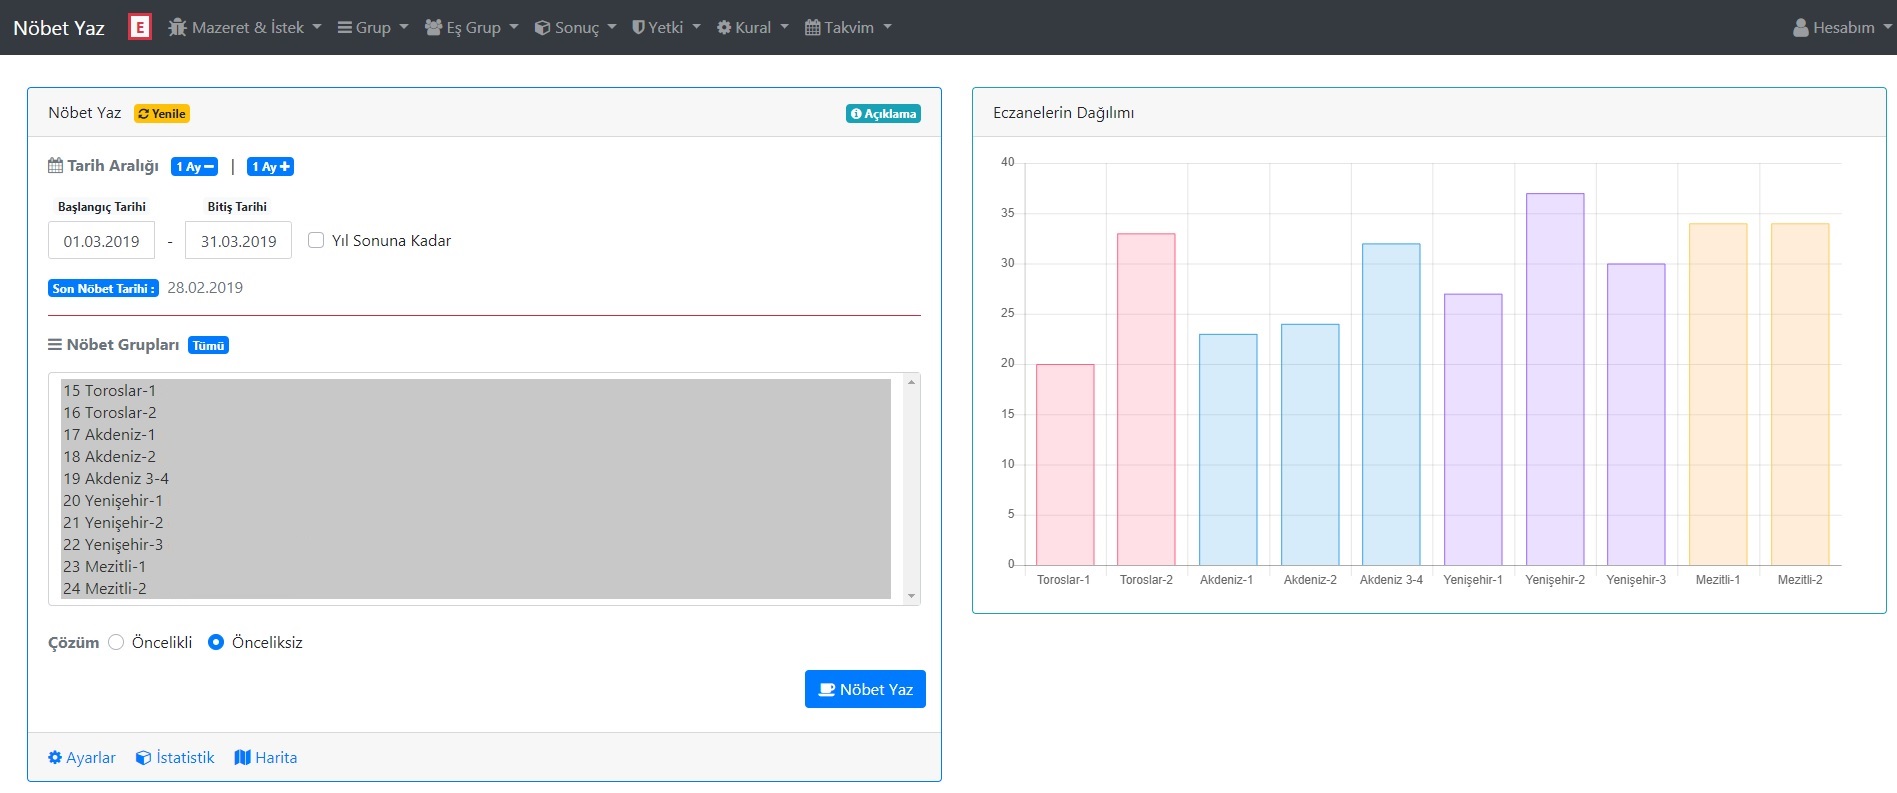 Nöbet Yaz E Mazeret & İstek Grup Eş Grup Sonuç Yetki Kural Takvim Hesabım
Nöbet Yaz Yenile Açıklama
Tarih Aralığı 1 Ay − | 1 Ay +
Başlangıç Tarihi Bitiş Tarihi
01.03.2019 - 31.03.2019 Yıl Sonuna Kadar
Son Nöbet Tarihi : 28.02.2019
Nöbet Grupları Tümü
15 Toroslar-1
16 Toroslar-2
17 Akdeniz-1
18 Akdeniz-2
19 Akdeniz 3-4
20 Yenişehir-1
21 Yenişehir-2
22 Yenişehir-3
23 Mezitli-1
24 Mezitli-2
Çözüm Öncelikli Önceliksiz
Nöbet Yaz
Ayarlar İstatistik Harita
Eczanelerin Dağılımı
40
35
30
25
20
15
10
5
0
Toroslar-1 Toroslar-2 Akdeniz-1 Akdeniz-2 Akdeniz 3-4 Yenişehir-1 Yenişehir-2 Yenişehir-3 Mezitli-1 Mezitli-2